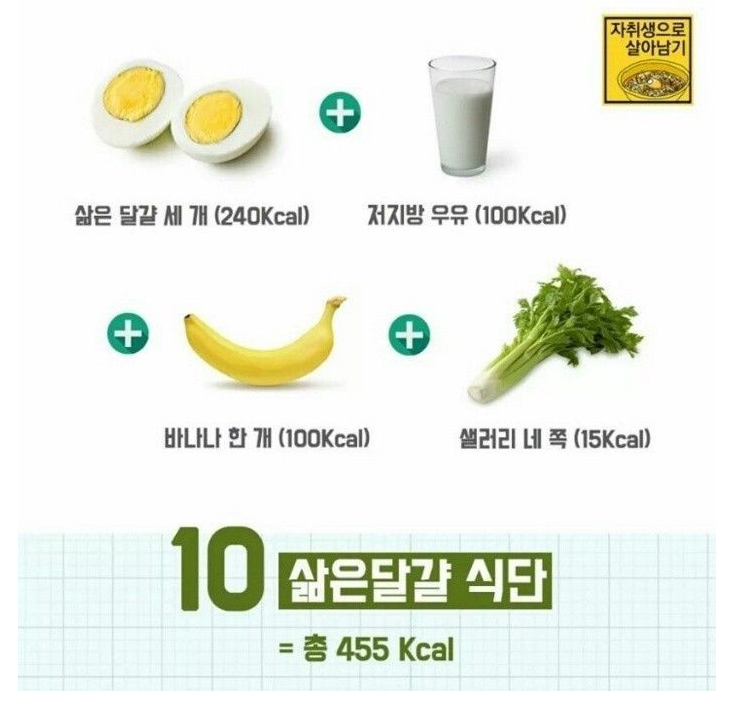 자취생으로
살아남기
삶은 달걀 세 개 (240Kcal)
저지방 우유 (100Kcal)
바나나 한 개 (100Kcal)
샐러리 네 쪽 (15Kcal)
10 삶은달걀 식단
= 총 455 Kcal